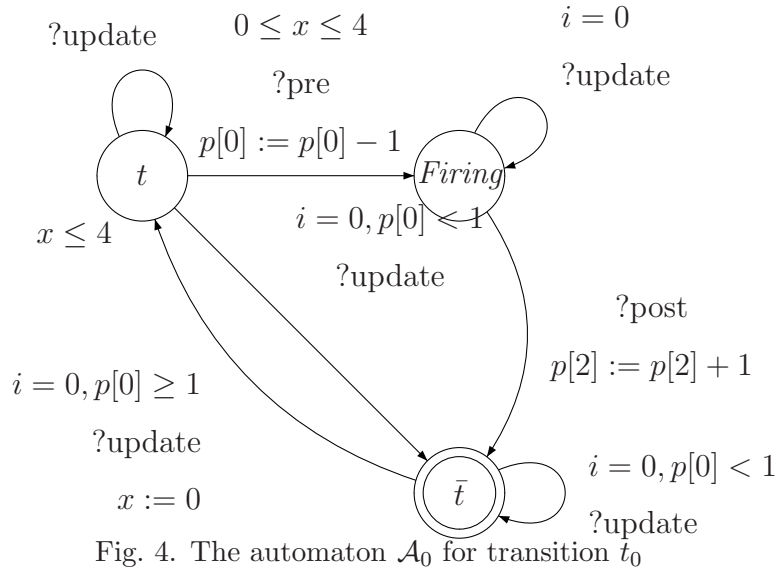 ?update
0 ≤ x ≤ 4
?pre
p[0] := p[0] − 1
i = 0
?update
t
Firing
x ≤ 4
i = 0, p[0] < 1
?update
?post
p[2] := p[2] + 1
i = 0, p[0] ≥ 1
?update
x := 0
t̄
i = 0, p[0] < 1
?update
Fig. 4. The automaton 𝒜₀ for transition t₀